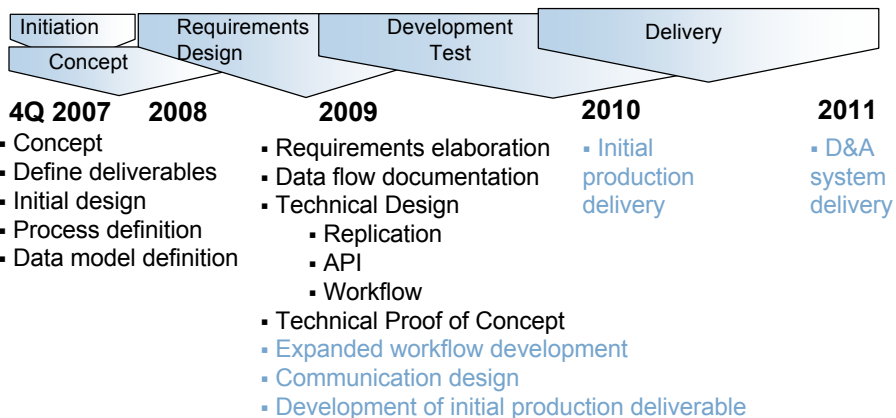 Initiation
Concept
Requirements
Design
Development
Test
Delivery
4Q 2007 2008 2009 2010 2011
▪ Concept
▪ Define deliverables
▪ Initial design
▪ Process definition
▪ Data model definition
▪ Requirements elaboration
▪ Data flow documentation
▪ Technical Design
▪ Replication
▪ API
▪ Workflow
▪ Technical Proof of Concept
▪ Expanded workflow development
▪ Communication design
▪ Development of initial production deliverable
▪ Initial
production
delivery
▪ D&A
system
delivery